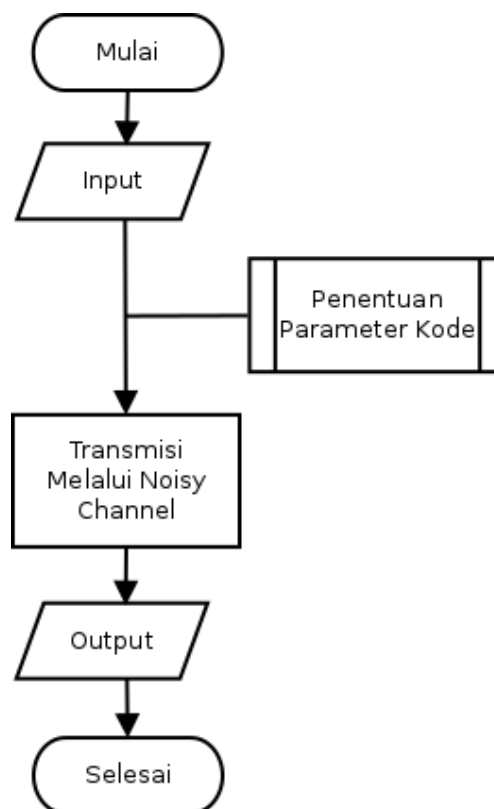 Mulai
Input
Penentuan
Parameter Kode
Transmisi
Melalui Noisy
Channel
Output
Selesai